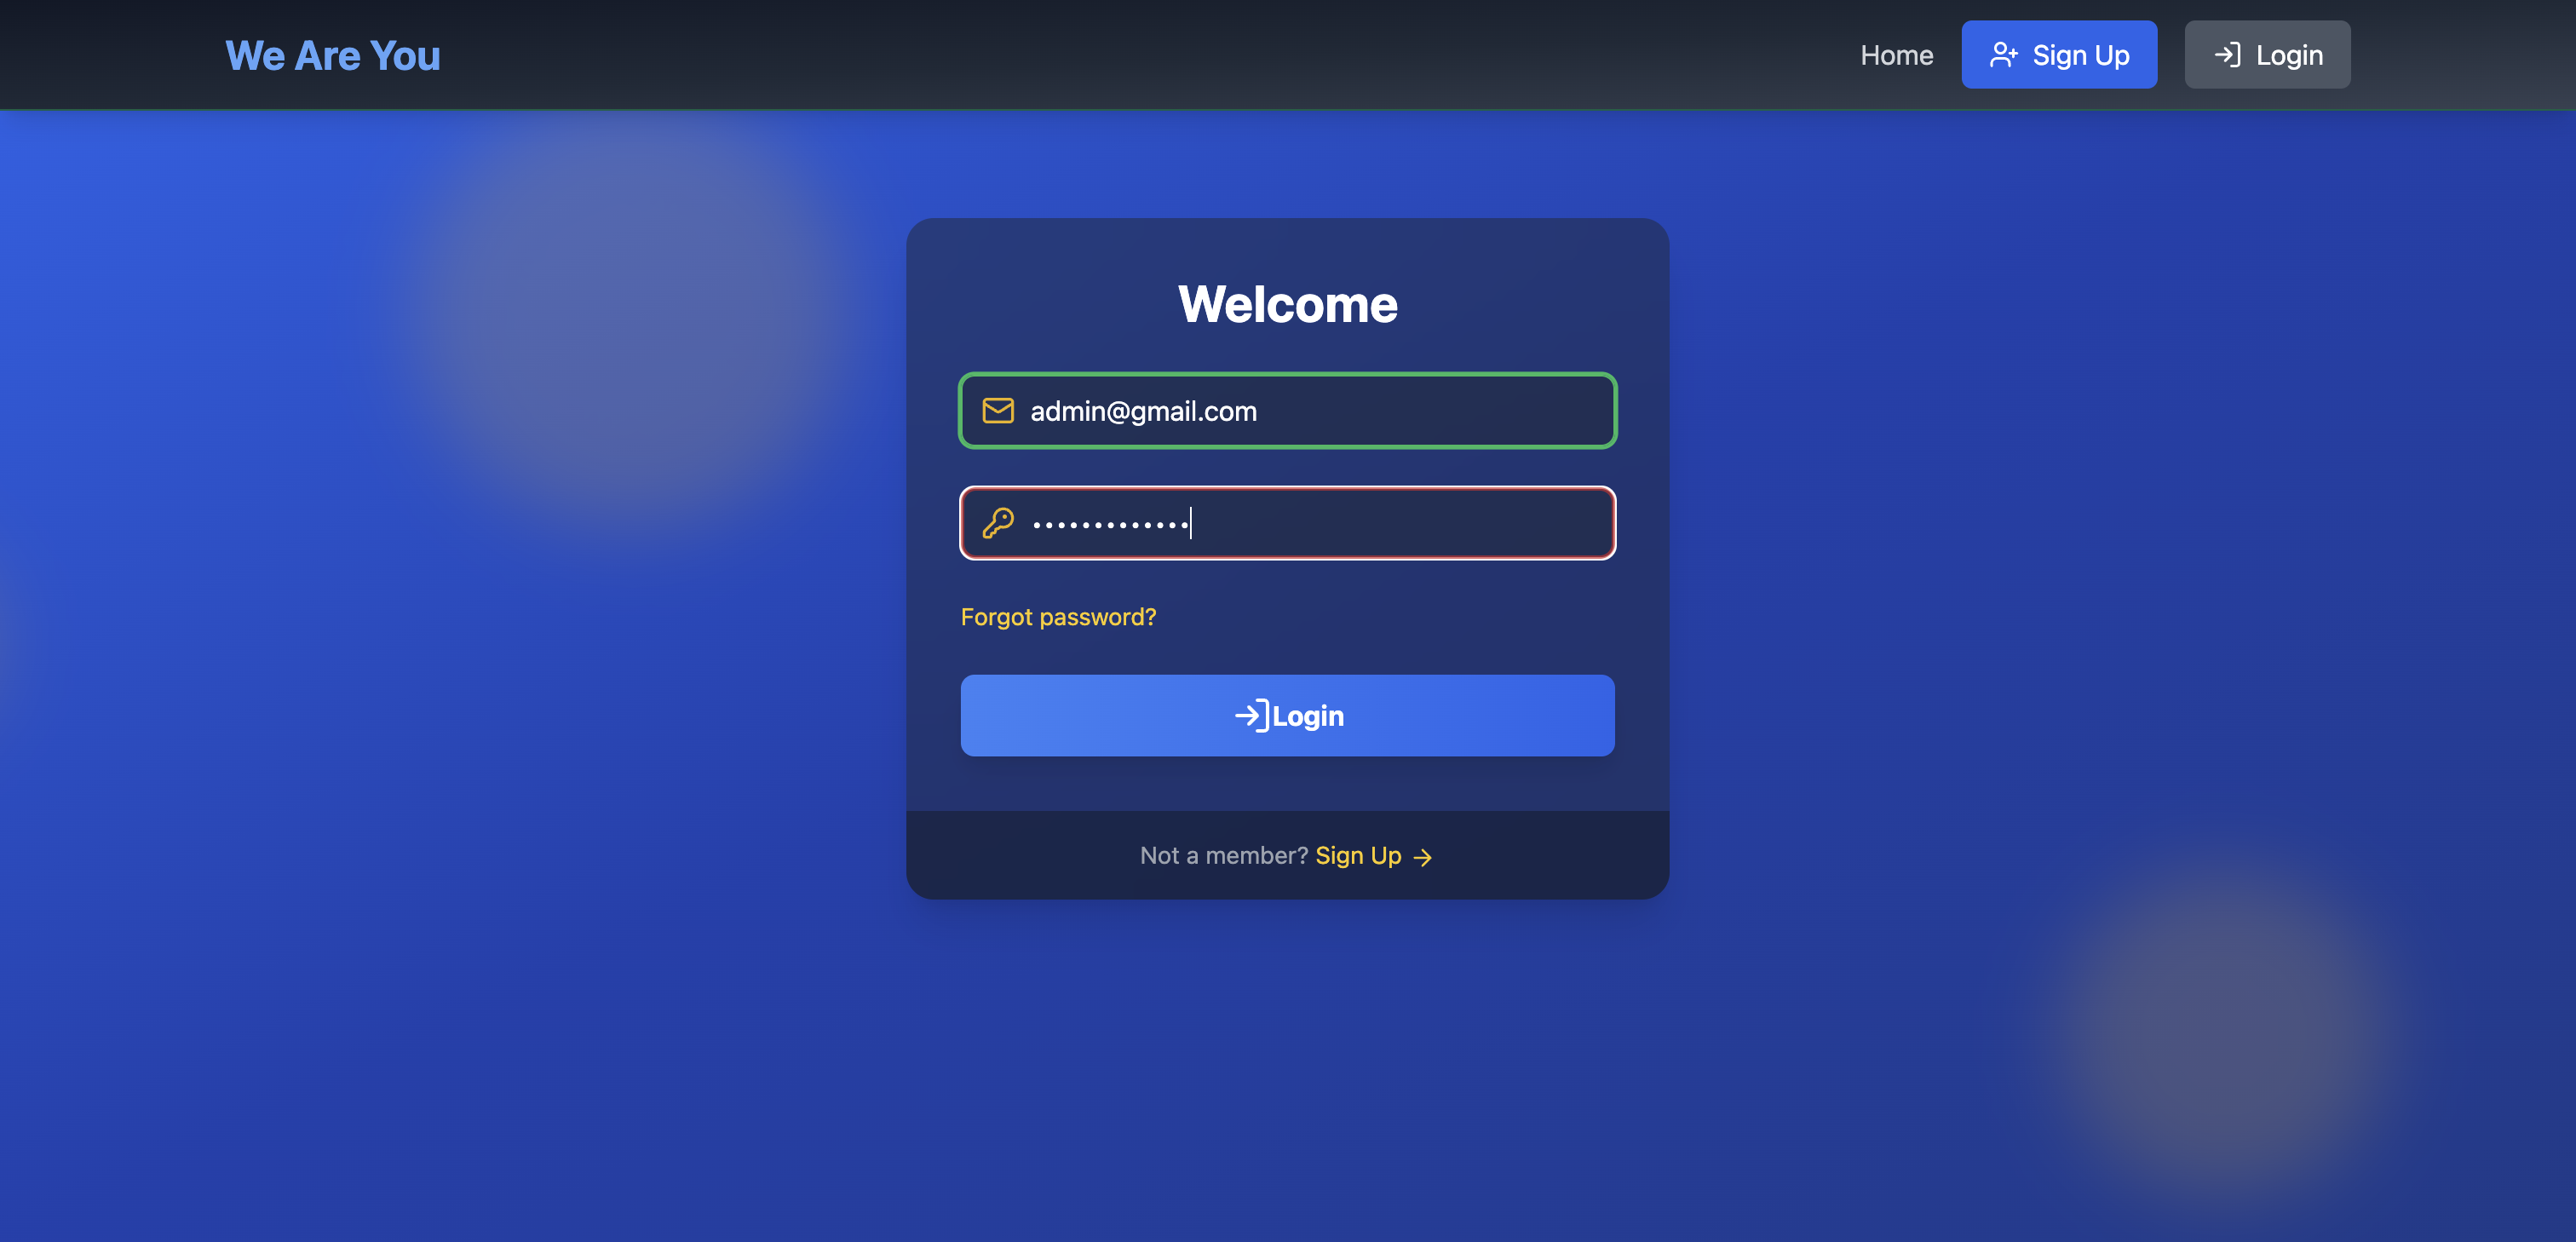 We Are You
Home
Sign Up
Login
Welcome
admin@gmail.com
•••••••••••••
Forgot password?
Login
Not a member? Sign Up →